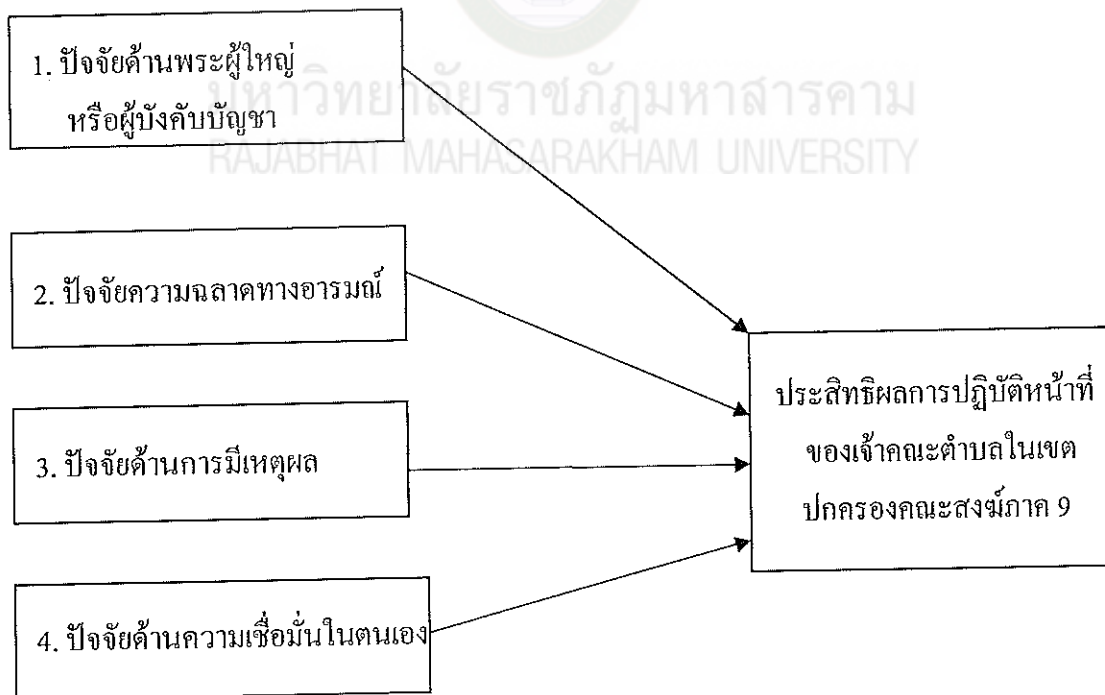 1. ปัจจัยด้านพระผู้ใหญ่
หรือผู้บังคับบัญชา
มหาวิทยาลัยราชภัฏมหาสารคาม
RAJABHAT MAHASARAKHAM UNIVERSITY
2. ปัจจัยความฉลาดทางอารมณ์
3. ปัจจัยด้านการมีเหตุผล
4. ปัจจัยด้านความเชื่อมั่นในตนเอง
ประสิทธิผลการปฏิบัติหน้าที่
ของเจ้าคณะตำบลในเขต
ปกครองคณะสงฆ์ภาค 9